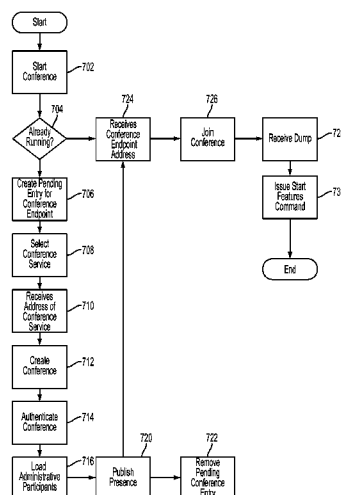 Start
Start
Conference
702
704
Already
Running?
724
Receives
Conference
Endpoint
Address
726
Join
Conference
Receive Dump
72
Create Pending
Entry for
Conference
Endpoint
706
Issue Start
Features
Command
73
Select
Conference
Service
708
End
Receives
Address of
Conference
Service
710
Create
Conference
712
Authenticate
Conference
714
Load
Administrative
Participants
716
Publish
Presence
720
Remove
Pending
Conference
Entry
722